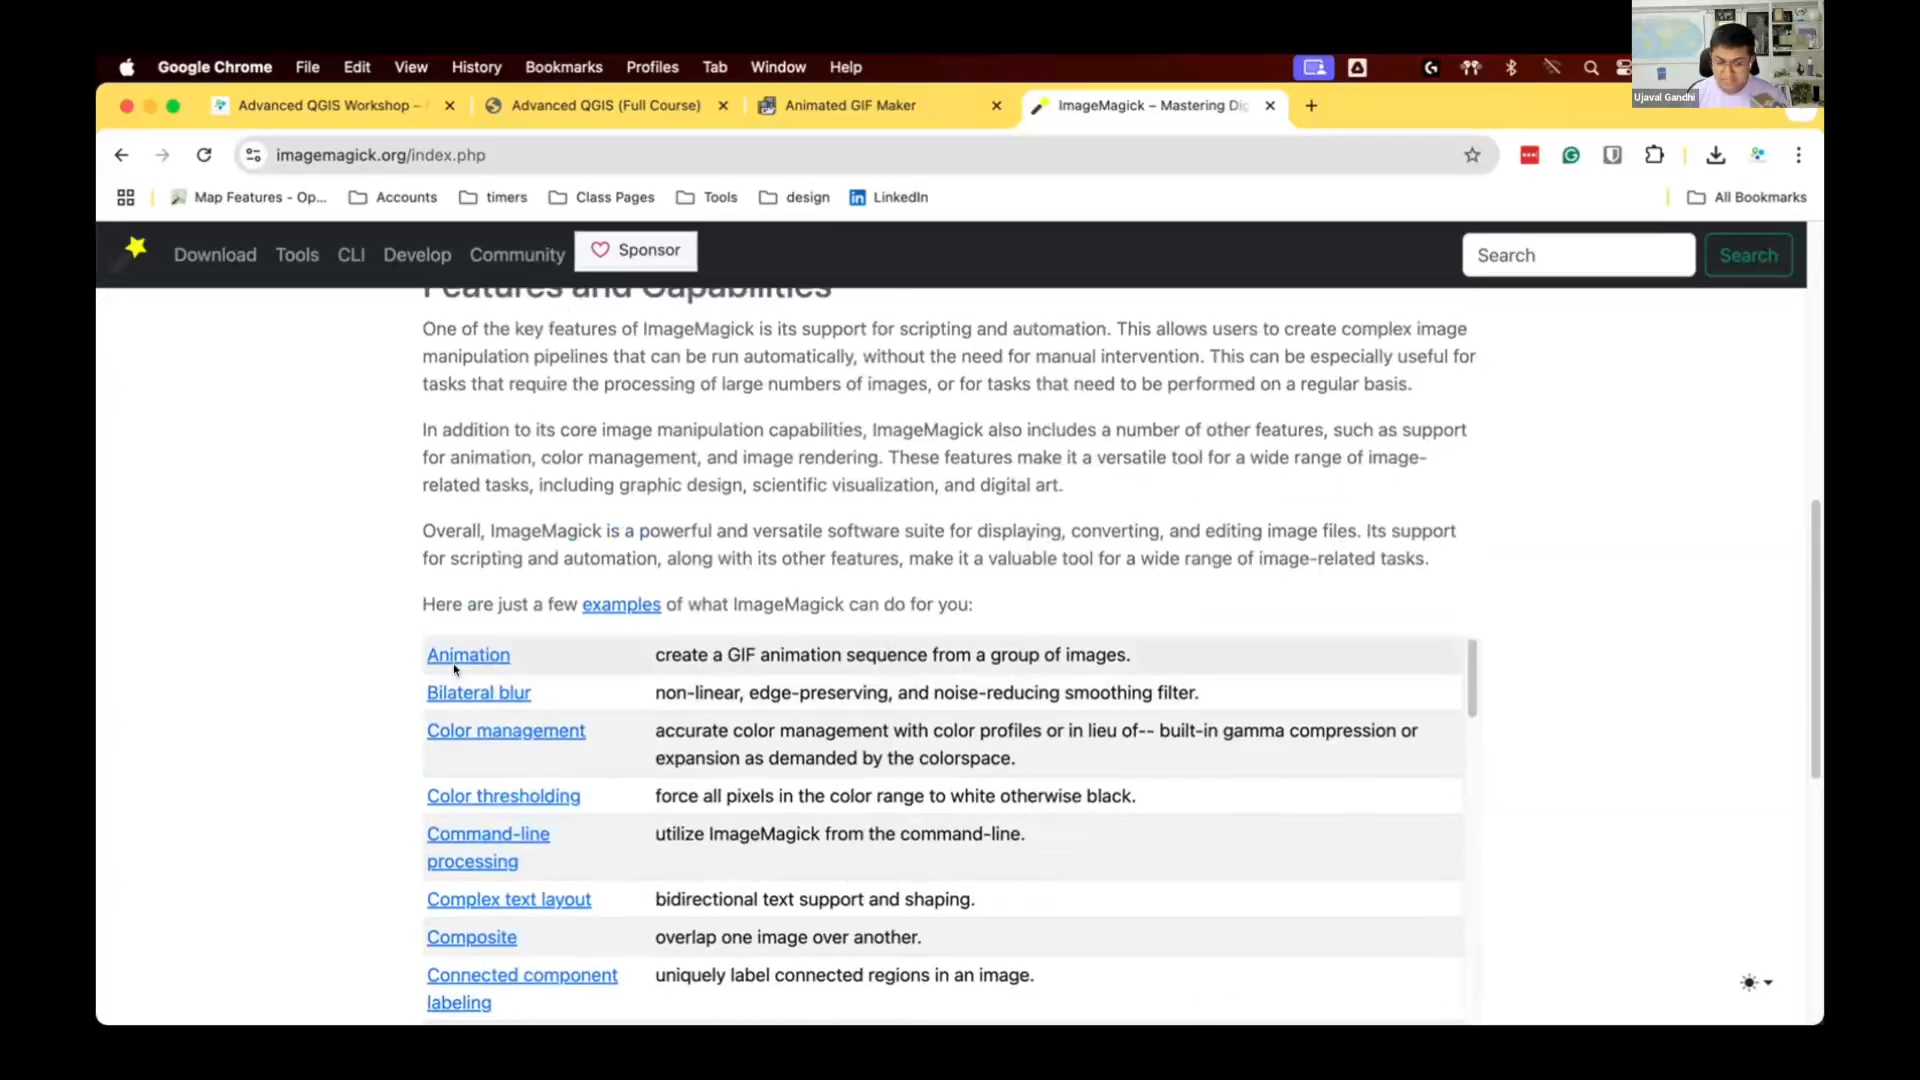 Google Chrome File Edit View History Bookmarks Profiles Tab Window Help
Ujaval Gandhi
Advanced QGIS Workshop –
Advanced QGIS (Full Course)
Animated GIF Maker
ImageMagick – Mastering Dig
imagemagick.org/index.php
Map Features - Op...
Accounts
timers
Class Pages
Tools
design
LinkedIn
All Bookmarks
Download Tools CLI Develop Community
Sponsor
Search
Search
Features and Capabilities
One of the key features of ImageMagick is its support for scripting and automation. This allows users to create complex image
manipulation pipelines that can be run automatically, without the need for manual intervention. This can be especially useful for
tasks that require the processing of large numbers of images, or for tasks that need to be performed on a regular basis.
In addition to its core image manipulation capabilities, ImageMagick also includes a number of other features, such as support
for animation, color management, and image rendering. These features make it a versatile tool for a wide range of image-
related tasks, including graphic design, scientific visualization, and digital art.
Overall, ImageMagick is a powerful and versatile software suite for displaying, converting, and editing image files. Its support
for scripting and automation, along with its other features, make it a valuable tool for a wide range of image-related tasks.
Here are just a few examples of what ImageMagick can do for you:
Animation create a GIF animation sequence from a group of images.
Bilateral blur non-linear, edge-preserving, and noise-reducing smoothing filter.
Color management accurate color management with color profiles or in lieu of-- built-in gamma compression or
expansion as demanded by the colorspace.
Color thresholding force all pixels in the color range to white otherwise black.
Command-line utilize ImageMagick from the command-line.
processing
Complex text layout bidirectional text support and shaping.
Composite overlap one image over another.
Connected component uniquely label connected regions in an image.
labeling